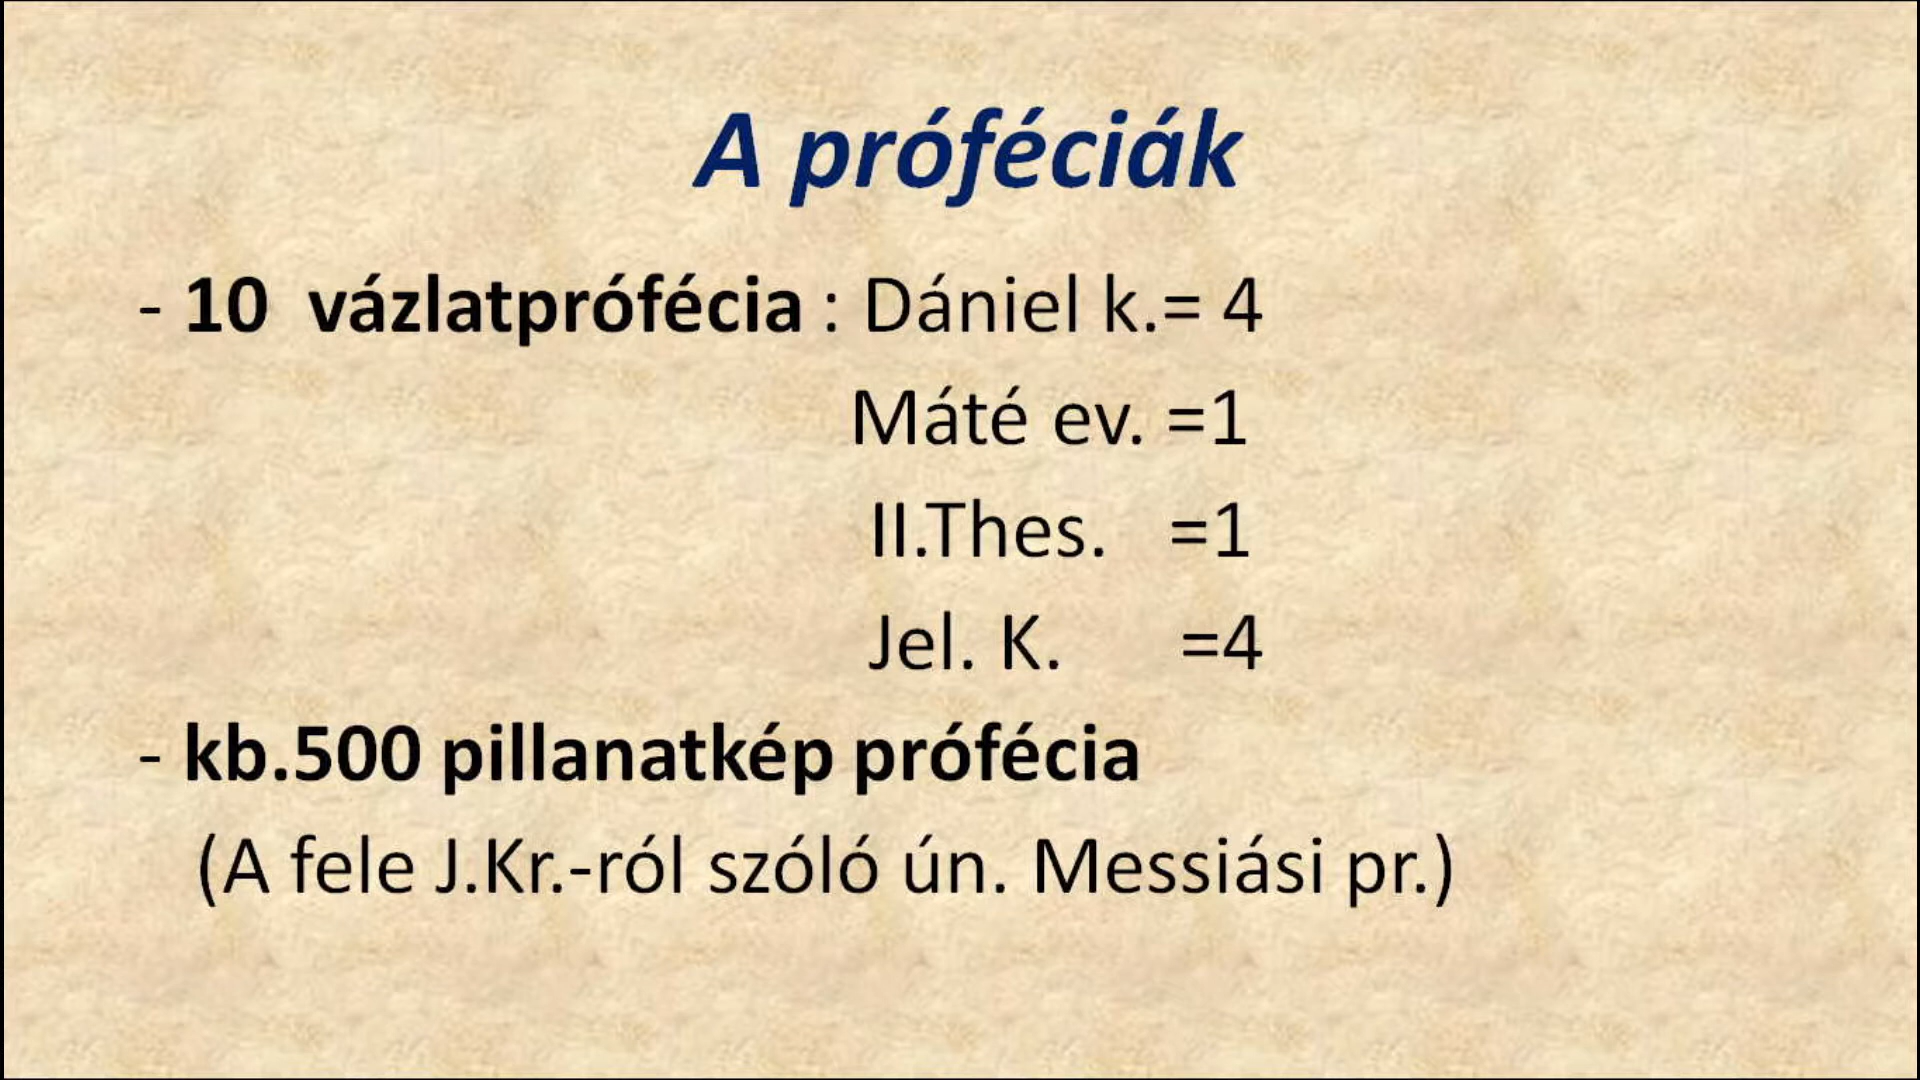 A próféciák
- 10 vázlatprófécia : Dániel k.= 4
Máté ev. =1
II.Thes. =1
Jel. K. =4
- kb.500 pillanatkép prófécia
(A fele J.Kr.-ról szóló ún. Messiási pr.)